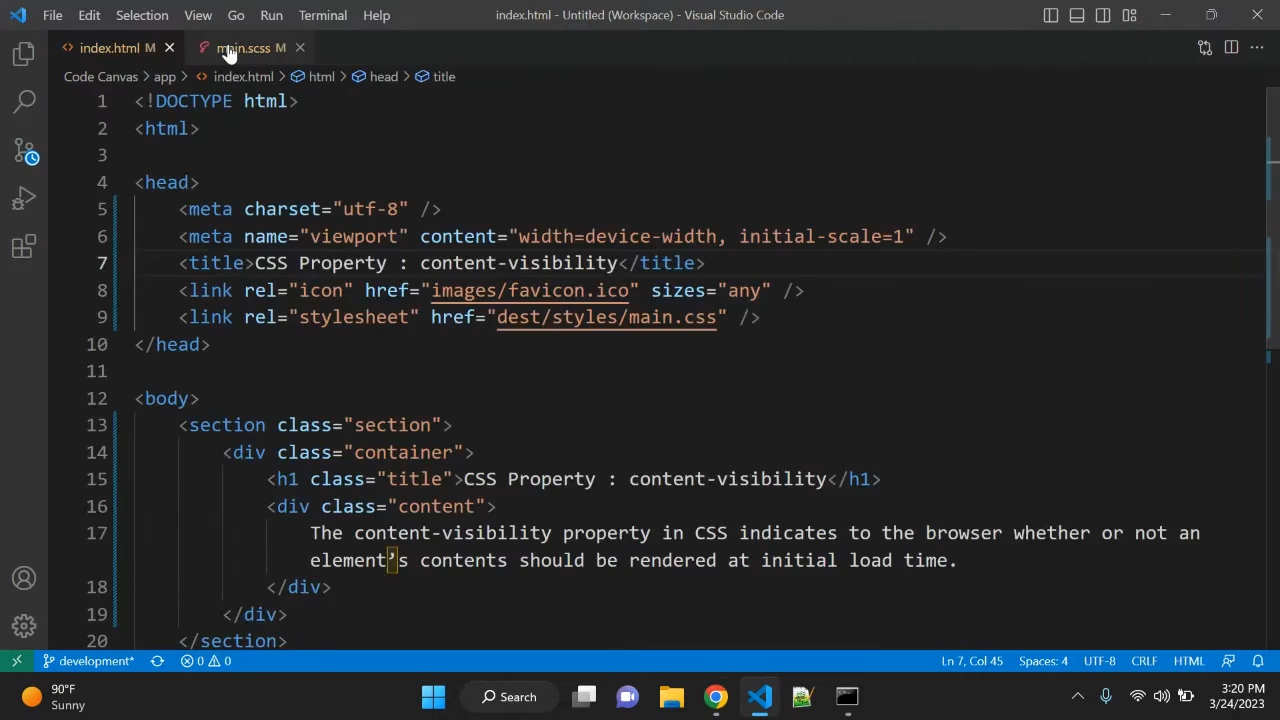 File Edit Selection View Go Run Terminal Help index.html - Untitled (Workspace) - Visual Studio Code
index.html M main.scss M
Code Canvas > app > index.html > html > head > title
1 <!DOCTYPE html>
2 <html>
3
4 <head>
5 <meta charset="utf-8" />
6 <meta name="viewport" content="width=device-width, initial-scale=1" />
7 <title>CSS Property : content-visibility</title>
8 <link rel="icon" href="images/favicon.ico" sizes="any" />
9 <link rel="stylesheet" href="dest/styles/main.css" />
10 </head>
11
12 <body>
13 <section class="section">
14 <div class="container">
15 <h1 class="title">CSS Property : content-visibility</h1>
16 <div class="content">
17 The content-visibility property in CSS indicates to the browser whether or not an
element’s contents should be rendered at initial load time.
18 </div>
19 </div>
20 </section>
development* 0 0 Ln 7, Col 45 Spaces: 4 UTF-8 CRLF HTML
90°F
Sunny
Search
3:20 PM
3/24/2023